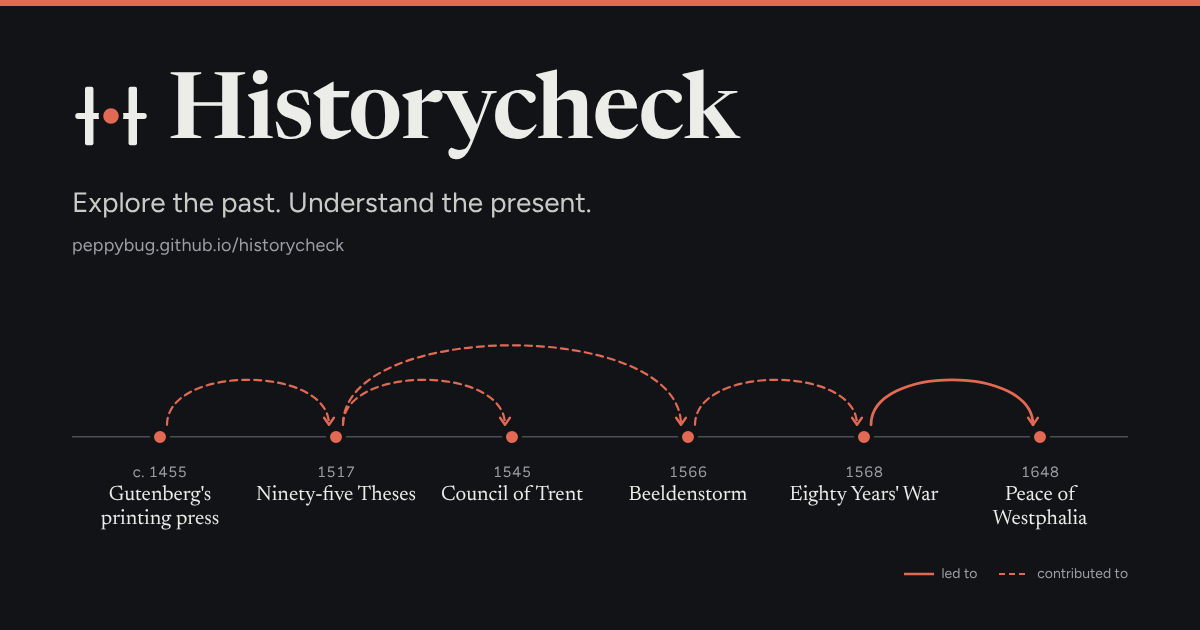 Historycheck
Explore the past. Understand the present.
peppybug.github.io/historycheck
c. 1455
Gutenberg's
printing press
1517
Ninety-five Theses
1545
Council of Trent
1566
Beeldenstorm
1568
Eighty Years' War
1648
Peace of
Westphalia
led to
contributed to